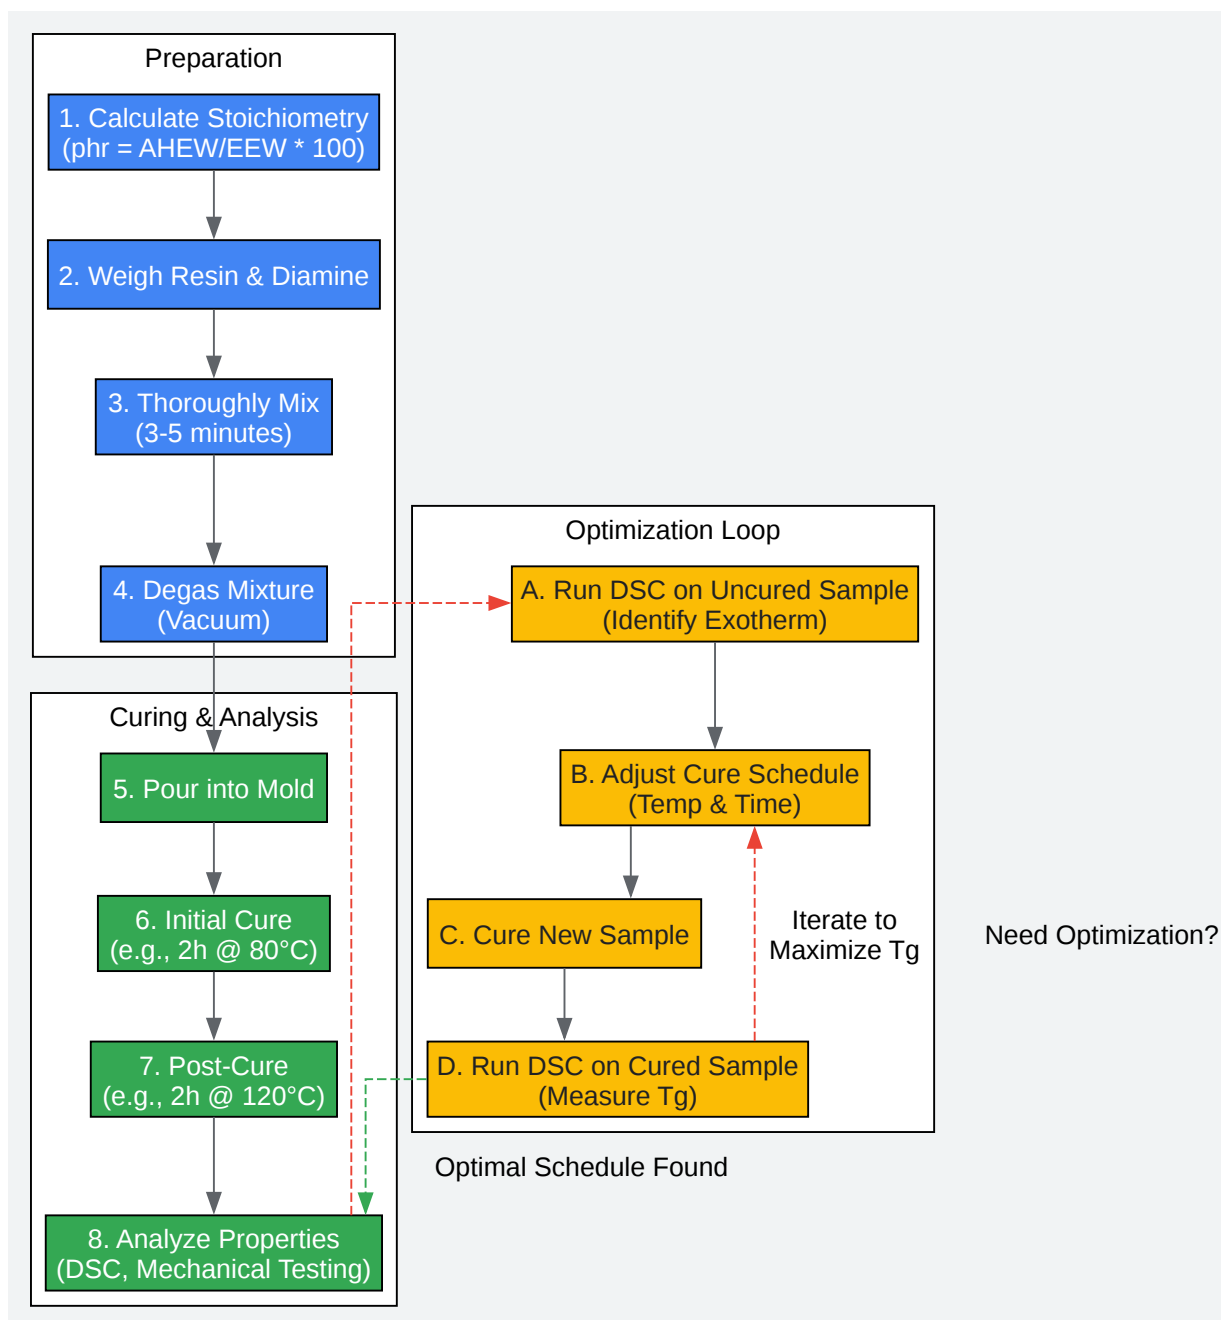 Preparation
1. Calculate Stoichiometry
(phr = AHEW/EEW * 100)
2. Weigh Resin & Diamine
3. Thoroughly Mix
(3-5 minutes)
4. Degas Mixture
(Vacuum)
Curing & Analysis
5. Pour into Mold
6. Initial Cure
(e.g., 2h @ 80°C)
7. Post-Cure
(e.g., 2h @ 120°C)
8. Analyze Properties
(DSC, Mechanical Testing)
Optimization Loop
A. Run DSC on Uncured Sample
(Identify Exotherm)
B. Adjust Cure Schedule
(Temp & Time)
C. Cure New Sample
Iterate to
Maximize Tg
D. Run DSC on Cured Sample
(Measure Tg)
Optimal Schedule Found
Need Optimization?